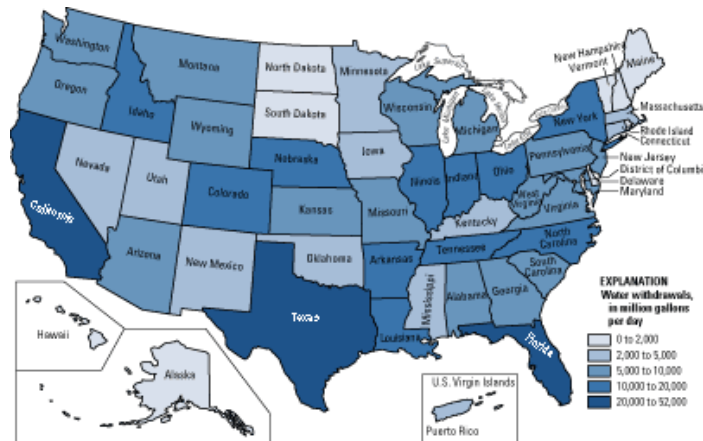 Washington
Oregon
Idaho
Montana
Wyoming
North Dakota
South Dakota
Nebraska
Kansas
Minnesota
Iowa
Missouri
Wisconsin
Michigan
Illinois
Indiana
Ohio
Kentucky
Tennessee
West
Virginia
Virginia
North
Carolina
South
Carolina
Georgia
Alabama
Mississippi
Arkansas
Louisiana
Oklahoma
Texas
New Mexico
Arizona
Colorado
Utah
Nevada
California
Florida
Pennsylvania
New York
New Hampshire
Vermont
Maine
Massachusetts
Rhode Island
Connecticut
New Jersey
District of Columbi
Delaware
Maryland
Lake Superior
Lake Michigan
Hawaii
Alaska
U.S. Virgin Islands
Puerto Rico
EXPLANATION
Water withdrawals,
in million gallons
per day
0 to 2,000
2,000 to 5,000
5,000 to 10,000
10,000 to 20,000
20,000 to 52,000